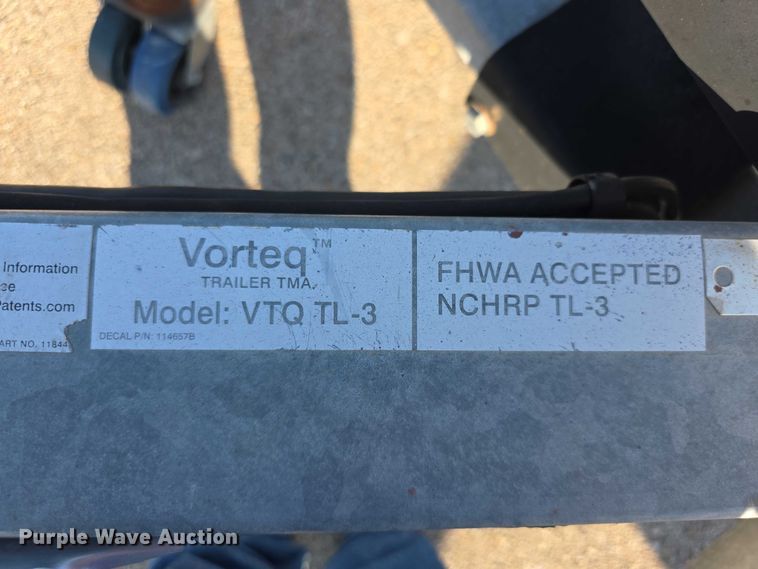 Information
Patents.com
ART NO. 11844
Vorteq™
TRAILER TMA
Model: VTQ TL-3
DECAL P/N: 114657B
FHWA ACCEPTED
NCHRP TL-3
Purple Wave Auction